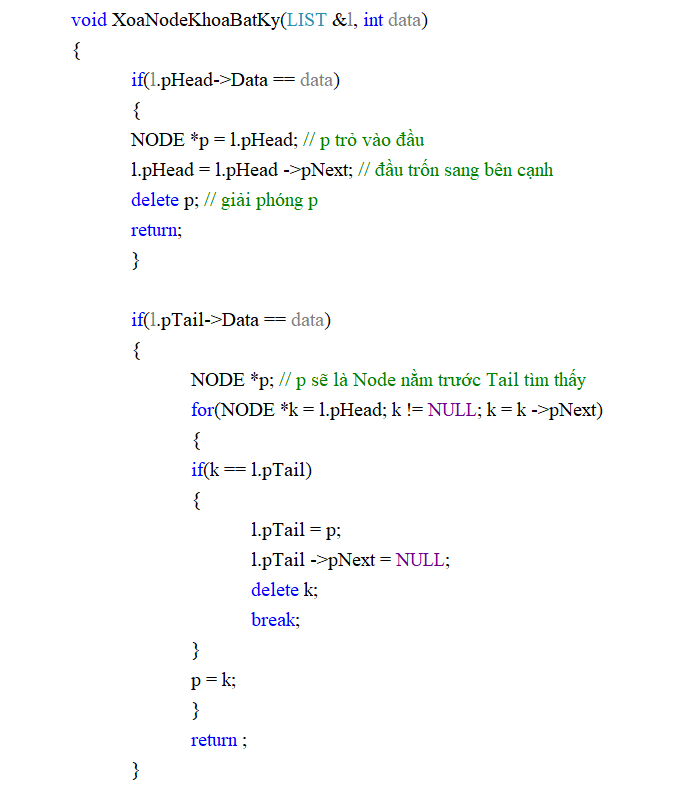 void XoaNodeKhoaBatKy(LIST &l, int data)
{
if(l.pHead->Data == data)
{
NODE *p = l.pHead; // p trỏ vào đầu
l.pHead = l.pHead ->pNext; // đầu trốn sang bên cạnh
delete p; // giải phóng p
return;
}
if(l.pTail->Data == data)
{
NODE *p; // p sẽ là Node nằm trước Tail tìm thấy
for(NODE *k = l.pHead; k != NULL; k = k ->pNext)
{
if(k == l.pTail)
{
l.pTail = p;
l.pTail ->pNext = NULL;
delete k;
break;
}
p = k;
}
return ;
}